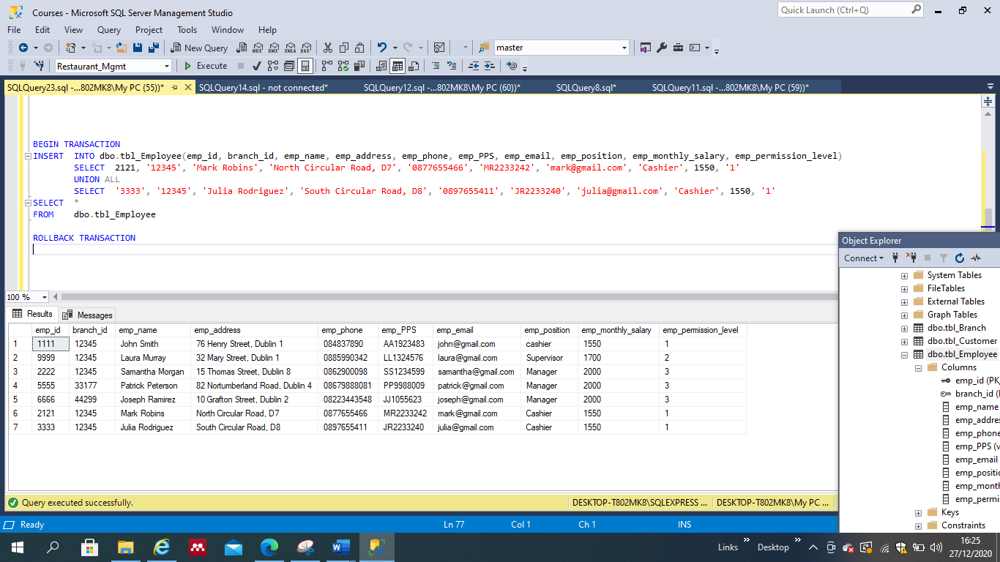 Courses - Microsoft SQL Server Management Studio
Quick Launch (Ctrl+Q)
File Edit View Query Project Tools Window Help
New Query MDX DMX XMLA DAX master
Restaurant_Mgmt Execute
SQLQuery23.sql -...802MK8\My PC (55))* SQLQuery14.sql - not connected* SQLQuery12.sql -...802MK8\My PC (60))* SQLQuery8.sql* SQLQuery11.sql -...802MK8\My PC (59))*
BEGIN TRANSACTION
INSERT INTO dbo.tbl_Employee(emp_id, branch_id, emp_name, emp_address, emp_phone, emp_PPS, emp_email, emp_position, emp_monthly_salary, emp_permission_level)
SELECT 2121, '12345', 'Mark Robins', 'North Circular Road, D7', '0877655466', 'MR2233242', 'mark@gmail.com', 'Cashier', 1550, '1'
UNION ALL
SELECT '3333', '12345', 'Julia Rodriguez', 'South Circular Road, D8', '0897655411', 'JR2233240', 'julia@gmail.com', 'Cashier', 1550, '1'
SELECT *
FROM dbo.tbl_Employee
ROLLBACK TRANSACTION
100 %
Results Messages
emp_id branch_id emp_name emp_address emp_phone emp_PPS emp_email emp_position emp_monthly_salary emp_permission_level
1 1111 12345 John Smith 76 Henry Street, Dublin 1 084837890 AA1923483 john@gmail.com cashier 1550 1
2 9999 12345 Laura Murray 32 Mary Street, Dublin 1 0885990342 LL1324576 laura@gmail.com Supervisor 1700 2
3 2222 12345 Samantha Morgan 15 Thomas Street, Dublin 8 0862900098 SS1234599 samantha@gmail.com Manager 2000 3
4 5555 33177 Patrick Peterson 82 Nortumberland Road, Dublin 4 08679888081 PP9988009 patrick@gmail.com Manager 2000 3
5 6666 44299 Joseph Ramirez 10 Grafton Street, Dublin 2 08223443548 JJ1055623 joseph@gmail.com Manager 2000 3
6 2121 12345 Mark Robins North Circular Road, D7 0877655466 MR2233242 mark@gmail.com Cashier 1550 1
7 3333 12345 Julia Rodriguez South Circular Road, D8 0897655411 JR2233240 julia@gmail.com Cashier 1550 1
Object Explorer
Connect
System Tables
FileTables
External Tables
Graph Tables
dbo.tbl_Branch
dbo.tbl_Customer
dbo.tbl_Employee
Columns
emp_id (PK,
branch_id (
emp_name
emp_addre
emp_phone
emp_PPS (v
emp_email
emp_positi
emp_mont
emp_permi
Keys
Constraints
Query executed successfully. DESKTOP-T802MK8\SQLEXPRESS ... DESKTOP-T802MK8\My PC ...
Ready Ln 77 Col 1 Ch 1 INS
Links Desktop 16:25
27/12/2020